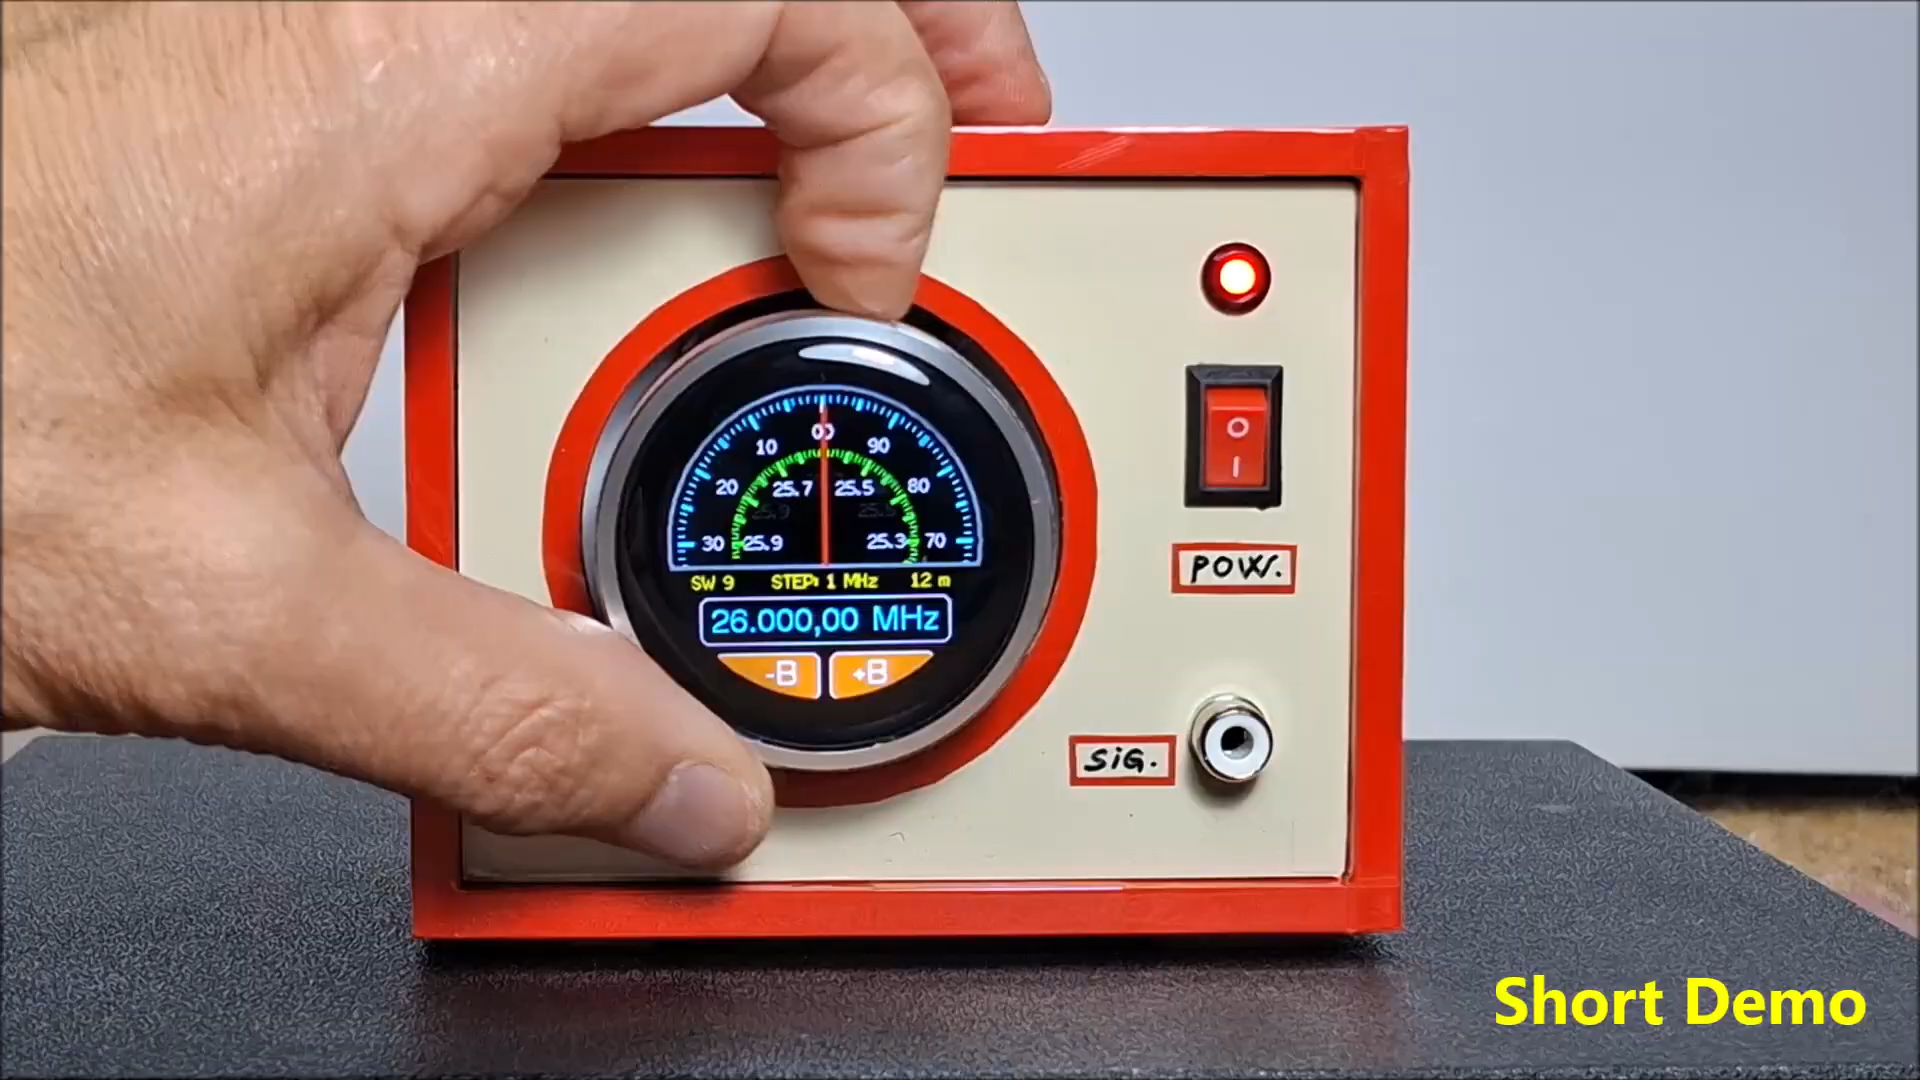 00
10 90
25.7 25.5
20 80
30 25.9 25.3 70
SW 9 STEP: 1 MHz 12 m
26.000,00 MHz
-B +B
O
I
POW.
SIG.
Short Demo